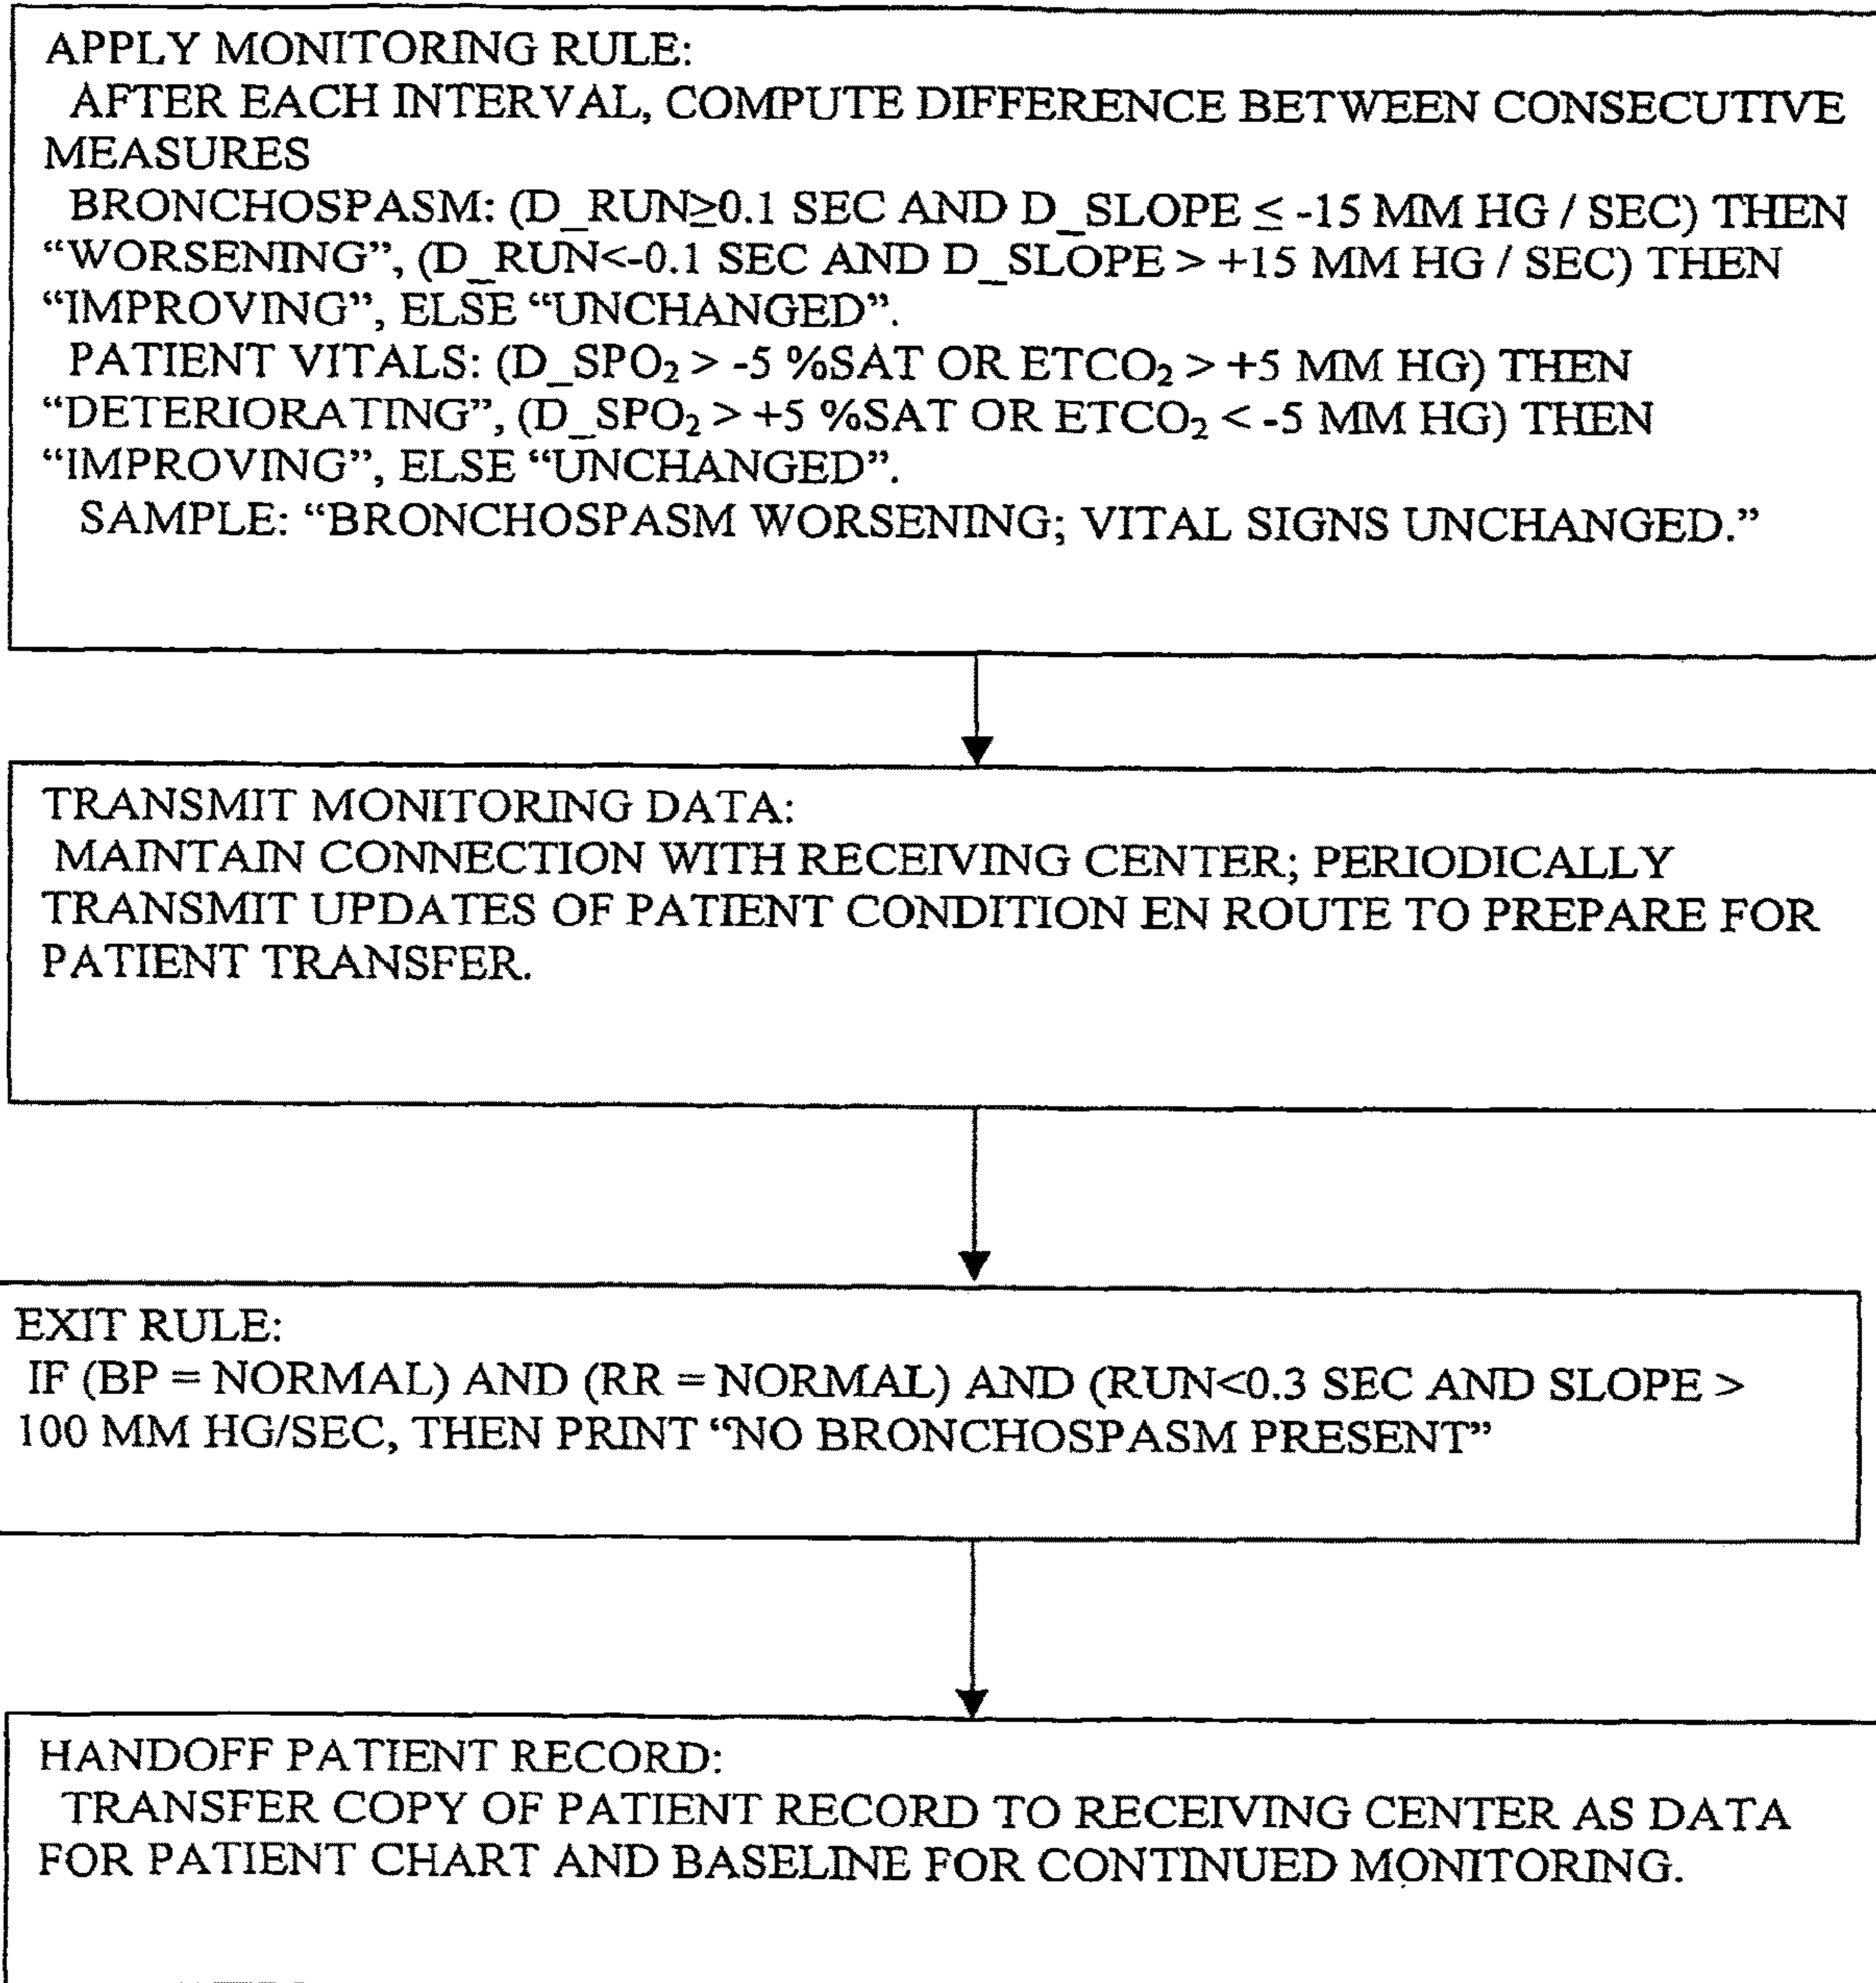 APPLY MONITORING RULE:
AFTER EACH INTERVAL, COMPUTE DIFFERENCE BETWEEN CONSECUTIVE
MEASURES
BRONCHOSPASM: (D_RUN≥0.1 SEC AND D_SLOPE ≤ -15 MM HG / SEC) THEN
“WORSENING”, (D_RUN<-0.1 SEC AND D_SLOPE > +15 MM HG / SEC) THEN
“IMPROVING”, ELSE “UNCHANGED”.
PATIENT VITALS: (D_SPO₂ > -5 %SAT OR ETCO₂ > +5 MM HG) THEN
“DETERIORATING”, (D_SPO₂ > +5 %SAT OR ETCO₂ < -5 MM HG) THEN
“IMPROVING”, ELSE “UNCHANGED”.
SAMPLE: “BRONCHOSPASM WORSENING; VITAL SIGNS UNCHANGED.”
TRANSMIT MONITORING DATA:
MAINTAIN CONNECTION WITH RECEIVING CENTER; PERIODICALLY
TRANSMIT UPDATES OF PATIENT CONDITION EN ROUTE TO PREPARE FOR
PATIENT TRANSFER.
EXIT RULE:
IF (BP = NORMAL) AND (RR = NORMAL) AND (RUN<0.3 SEC AND SLOPE >
100 MM HG/SEC, THEN PRINT “NO BRONCHOSPASM PRESENT”
HANDOFF PATIENT RECORD:
TRANSFER COPY OF PATIENT RECORD TO RECEIVING CENTER AS DATA
FOR PATIENT CHART AND BASELINE FOR CONTINUED MONITORING.